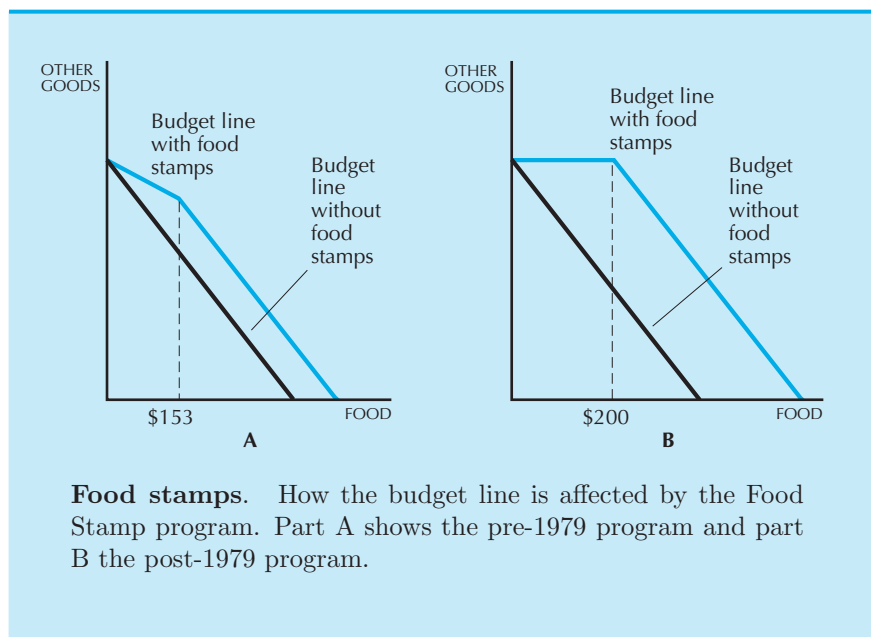 OTHER
GOODS
Budget line
with food
stamps
Budget
line
without
food
stamps
$153
FOOD
A
OTHER
GOODS
Budget line
with food
stamps
Budget
line
without
food
stamps
$200
FOOD
B
Food stamps. How the budget line is affected by the Food
Stamp program. Part A shows the pre-1979 program and part
B the post-1979 program.